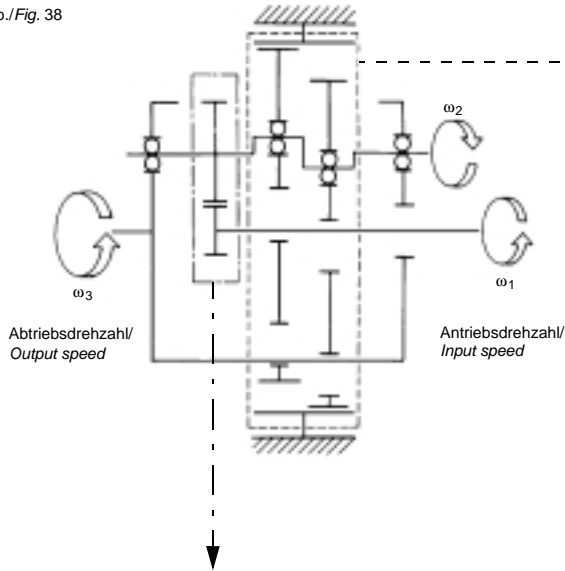 o./Fig. 38
ω2
ω3
ω1
Abtriebsdrehzahl/
Output speed
Antriebsdrehzahl/
Input speed